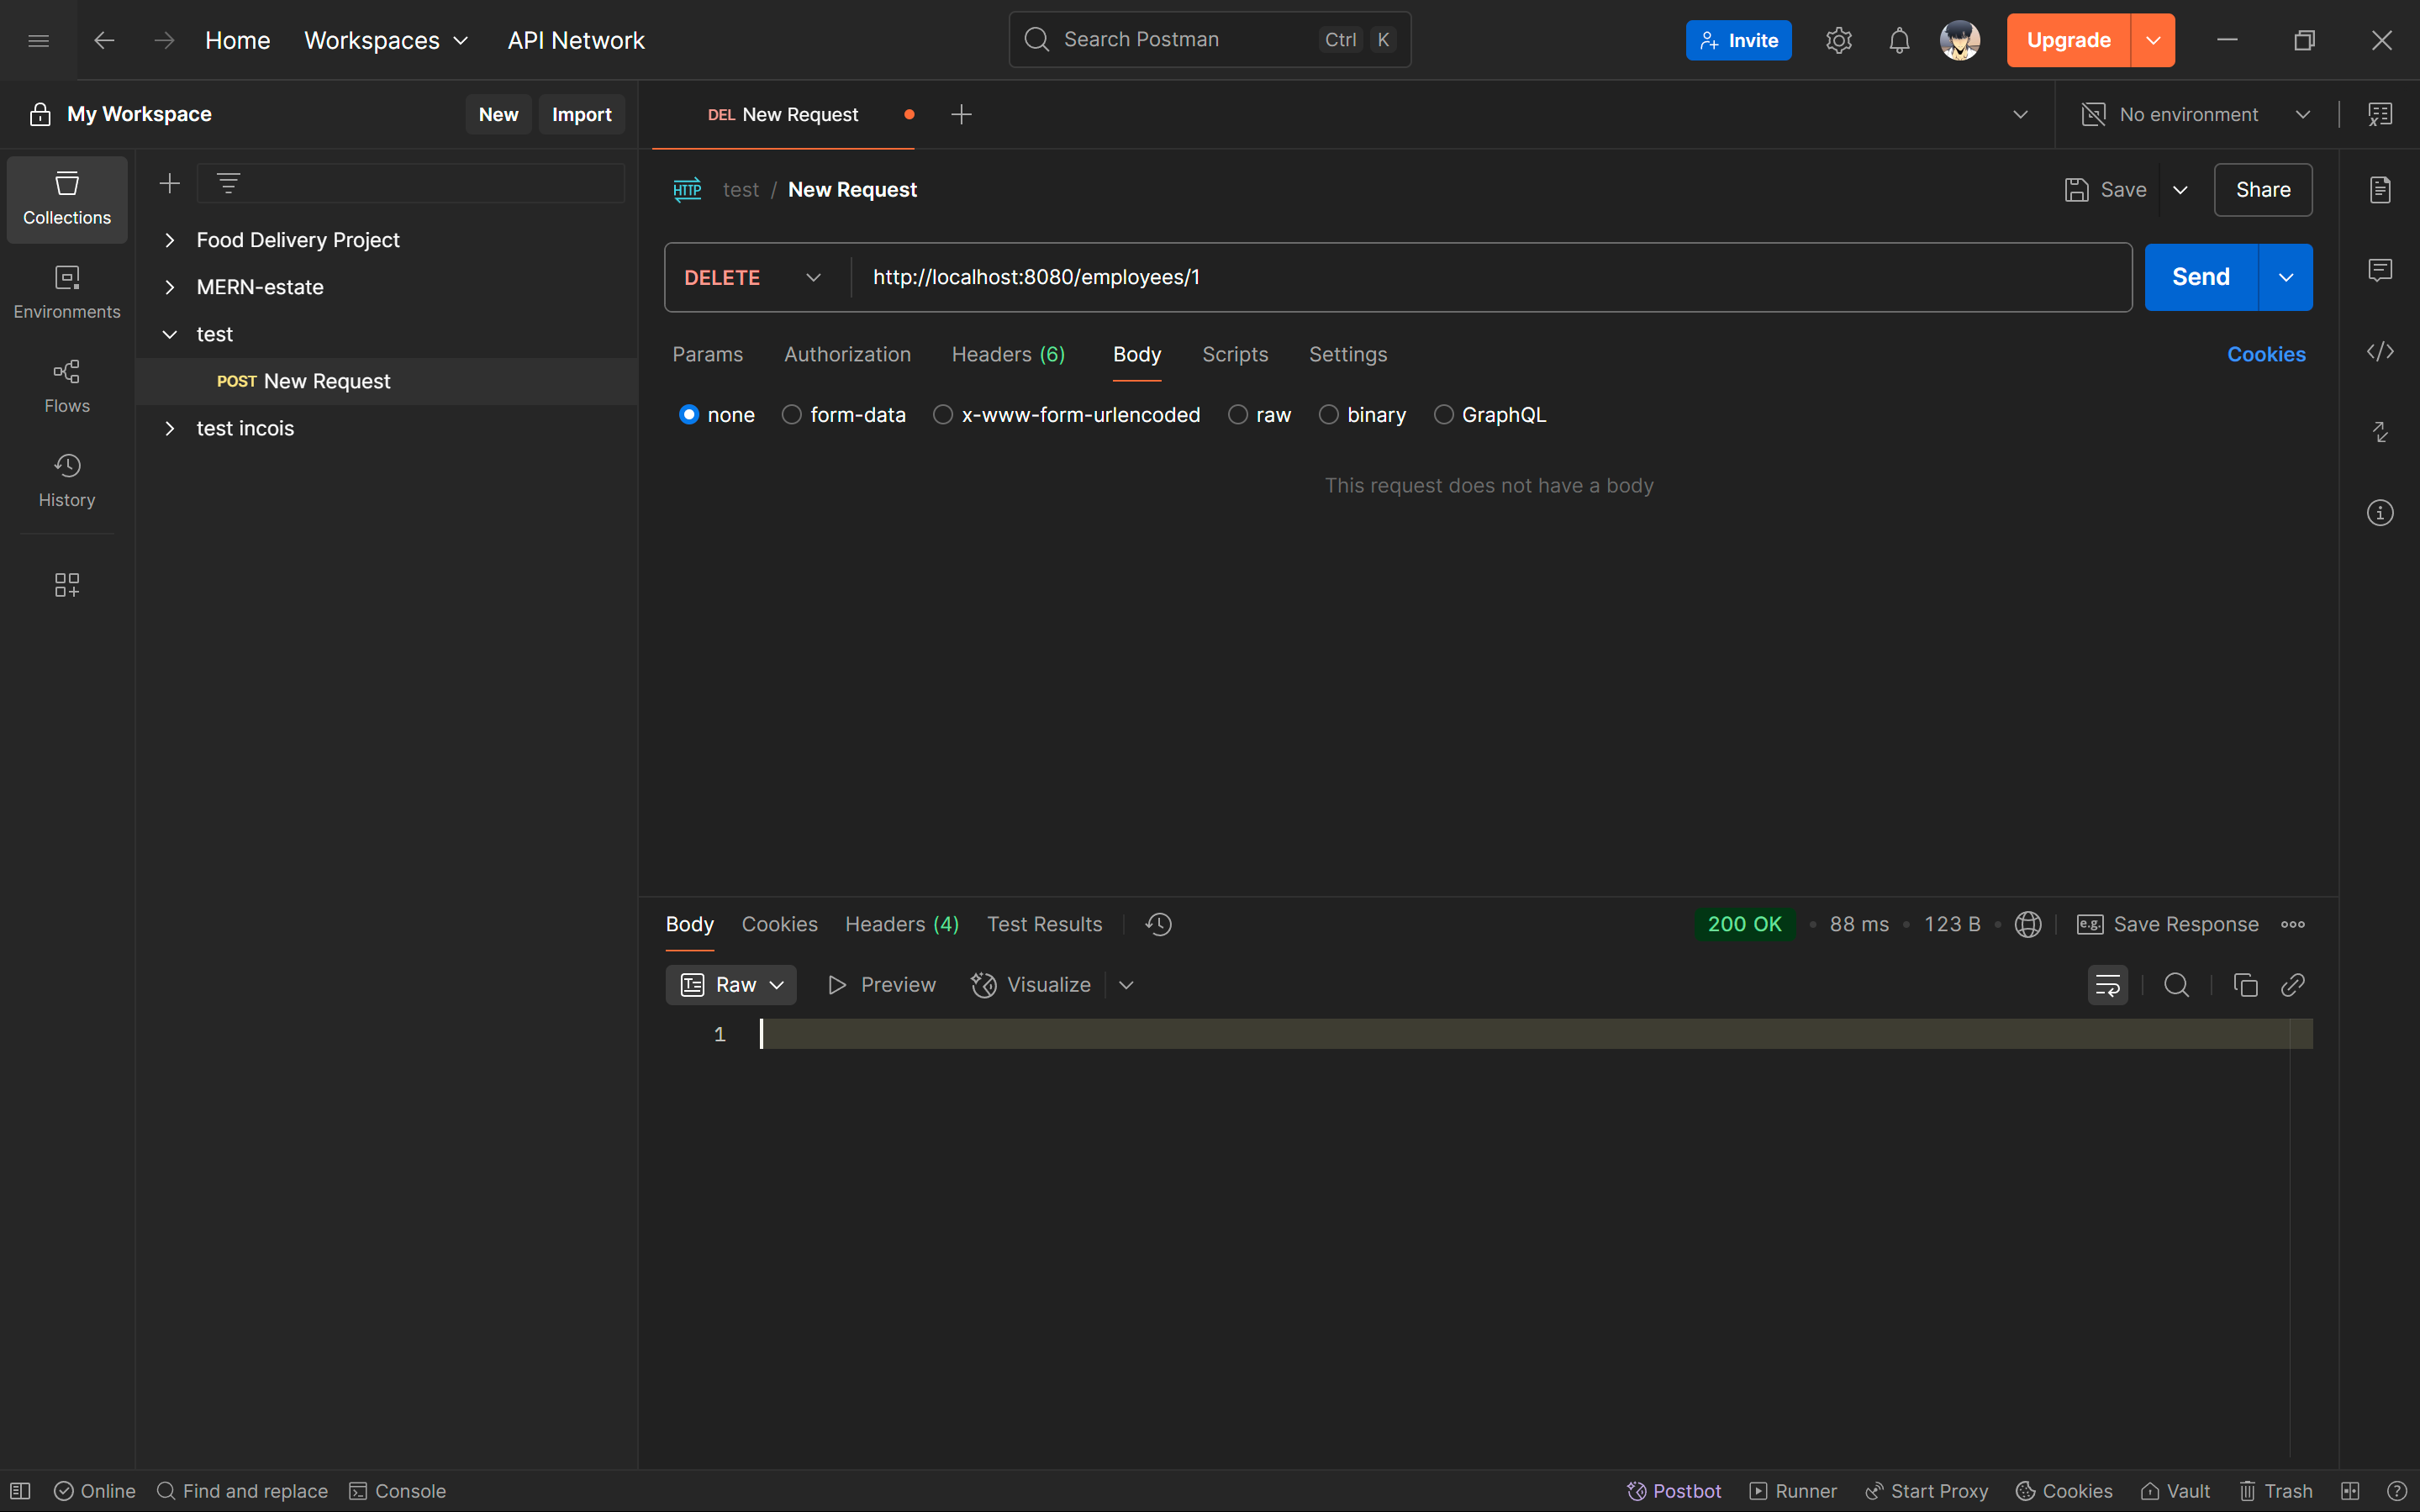 Home Workspaces API Network Search Postman Ctrl K Invite Upgrade
My Workspace New Import DEL New Request No environment
Collections
Environments
Flows
History
Food Delivery Project
MERN-estate
test
POST New Request
test incois
HTTP test / New Request Save Share
DELETE http://localhost:8080/employees/1 Send
Params Authorization Headers (6) Body Scripts Settings Cookies
none form-data x-www-form-urlencoded raw binary GraphQL
This request does not have a body
Body Cookies Headers (4) Test Results 200 OK • 88 ms • 123 B • e.g. Save Response
Raw Preview Visualize
1
Online Find and replace Console Postbot Runner Start Proxy Cookies Vault Trash